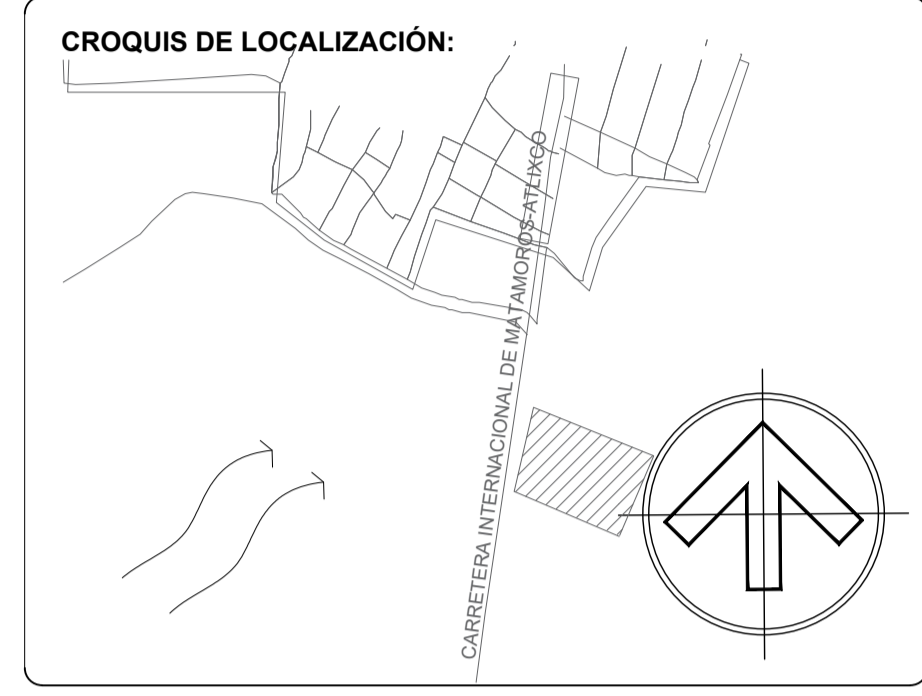 CROQUIS DE LOCALIZACIÓN:
CARRETERA INTERNACIONAL DE MATAMOROS-ATLIXCO